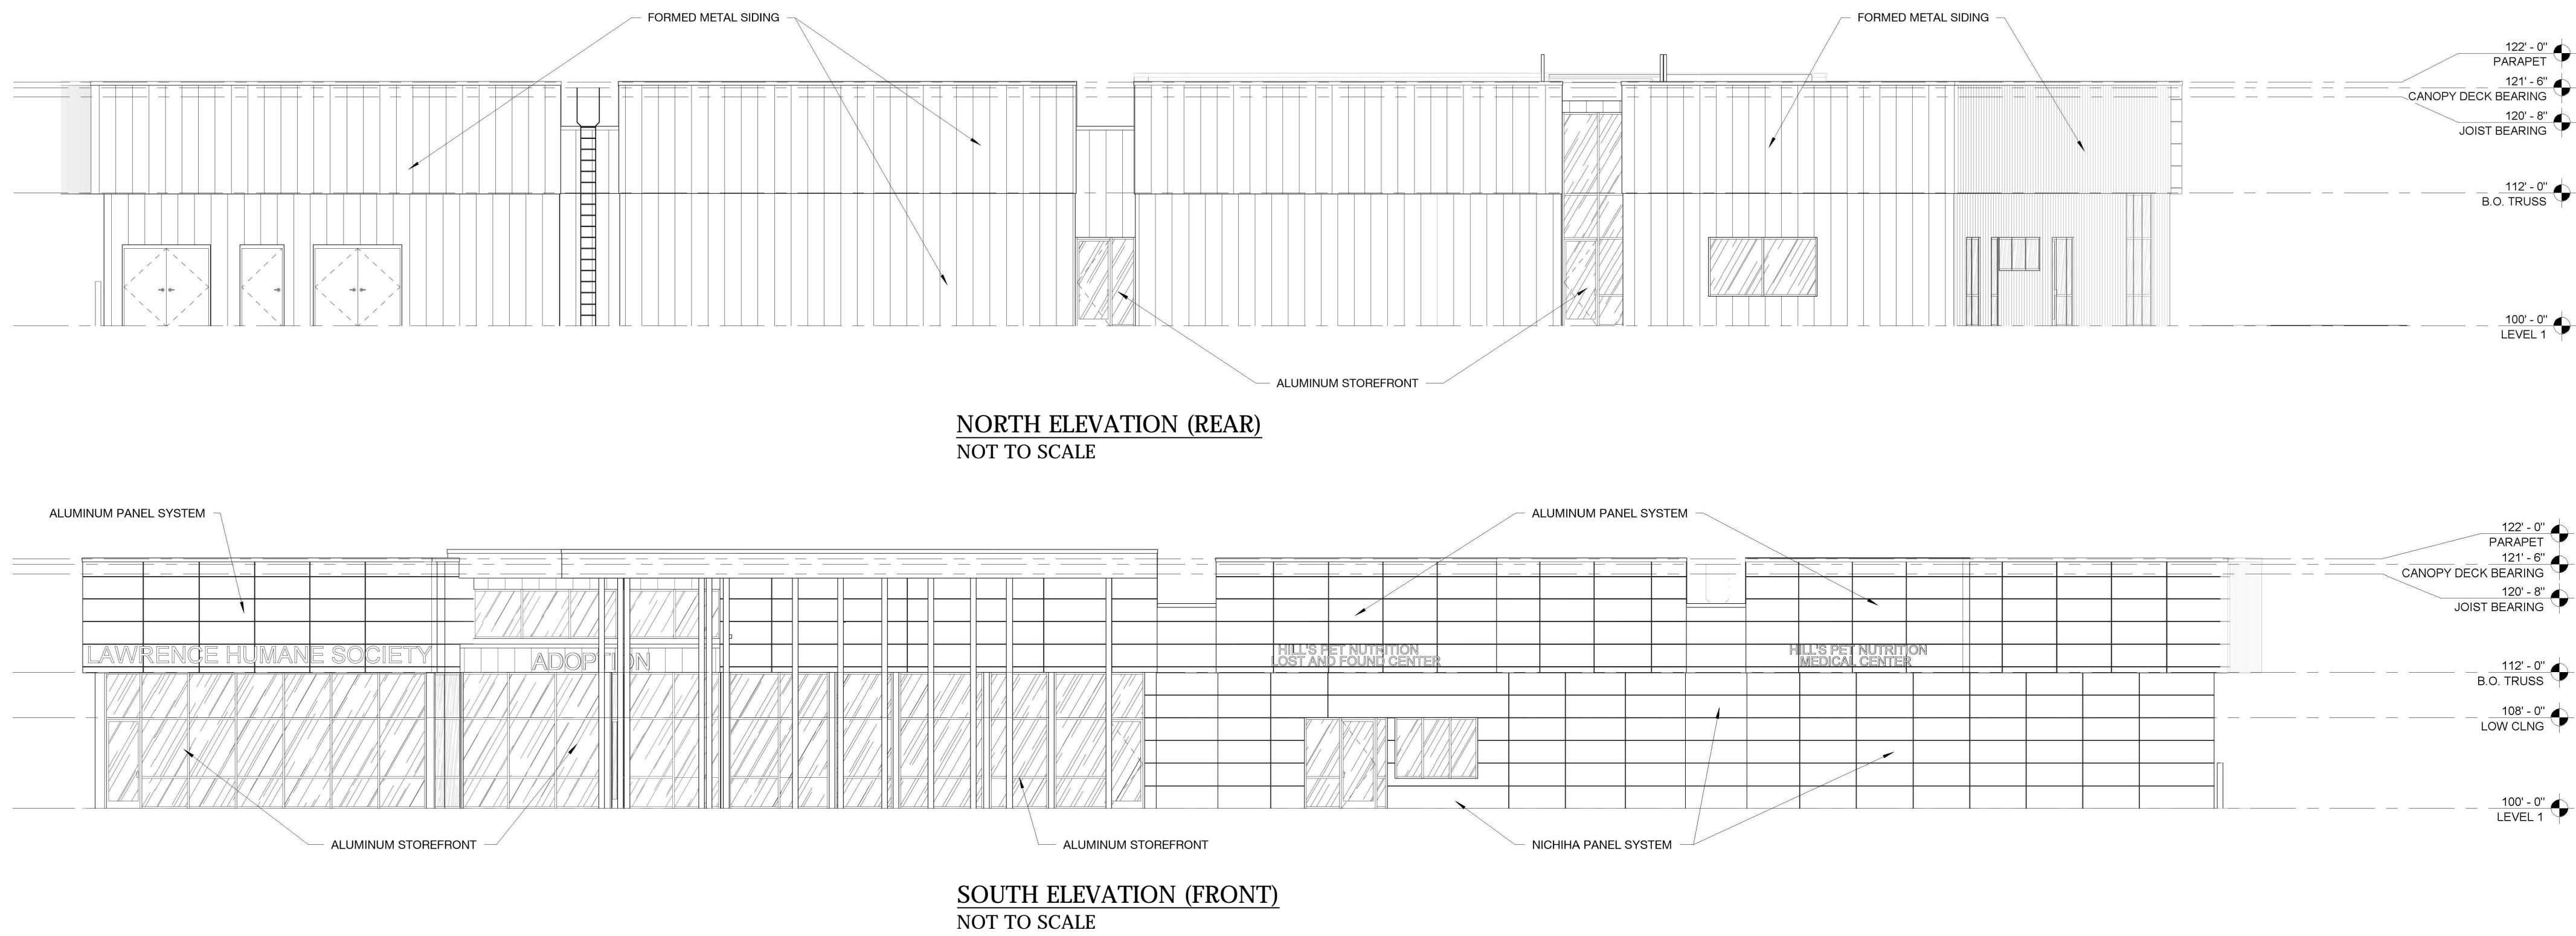 FORMED METAL SIDING
FORMED METAL SIDING
122' - 0"
PARAPET
121' - 6"
CANOPY DECK BEARING
120' - 8"
JOIST BEARING
112' - 0"
B.O. TRUSS
100' - 0"
LEVEL 1
ALUMINUM STOREFRONT
NORTH ELEVATION (REAR)
NOT TO SCALE
ALUMINUM PANEL SYSTEM
ALUMINUM PANEL SYSTEM
122' - 0"
PARAPET
121' - 6"
CANOPY DECK BEARING
120' - 8"
JOIST BEARING
LAWRENCE HUMANE SOCIETY
ADOPTION
HILL'S PET NUTRITION
LOST AND FOUND CENTER
HILL'S PET NUTRITION
MEDICAL CENTER
112' - 0"
B.O. TRUSS
108' - 0"
LOW CLNG
100' - 0"
LEVEL 1
ALUMINUM STOREFRONT
ALUMINUM STOREFRONT
NICHIHA PANEL SYSTEM
SOUTH ELEVATION (FRONT)
NOT TO SCALE